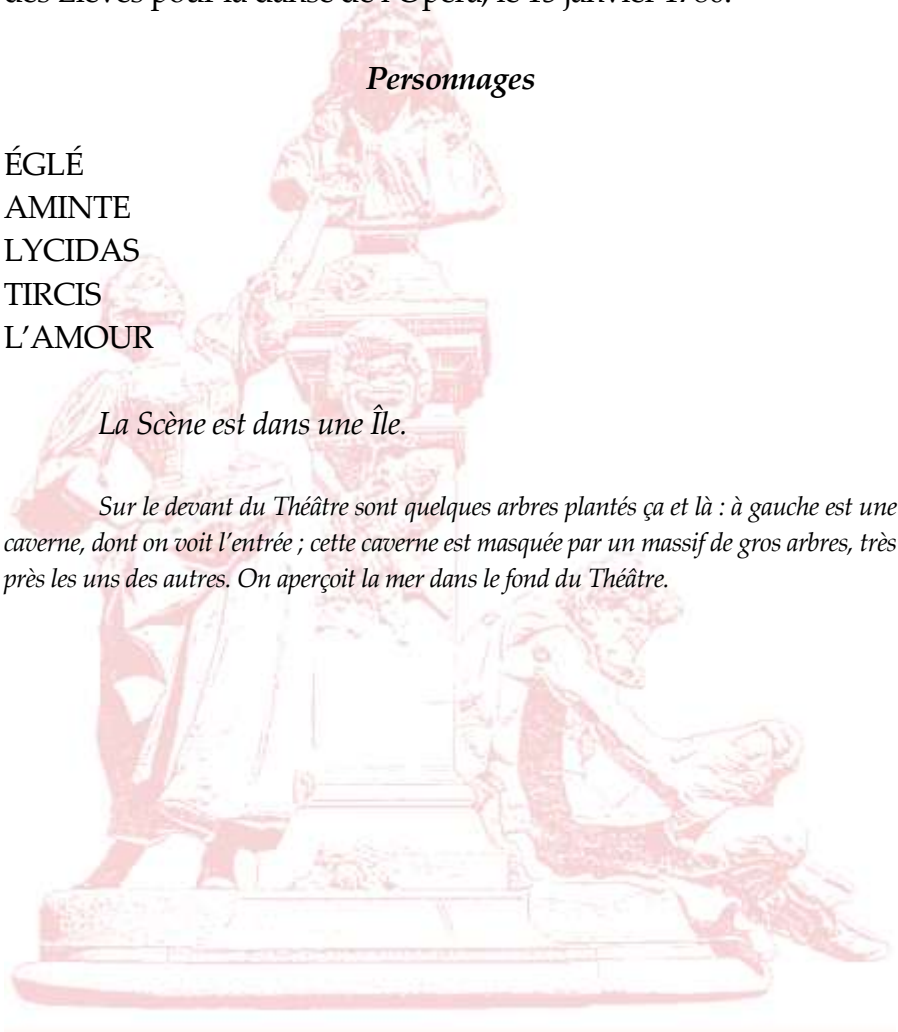 des Élèves pour la danse de l'Opéra, le 13 janvier 1780.
Personnages
ÉGLÉ
AMINTE
LYCIDAS
TIRCIS
L'AMOUR
La Scène est dans une Île.
Sur le devant du Théâtre sont quelques arbres plantés ça et là : à gauche est une
caverne, dont on voit l'entrée ; cette caverne est masquée par un massif de gros arbres, très
près les uns des autres. On aperçoit la mer dans le fond du Théâtre.